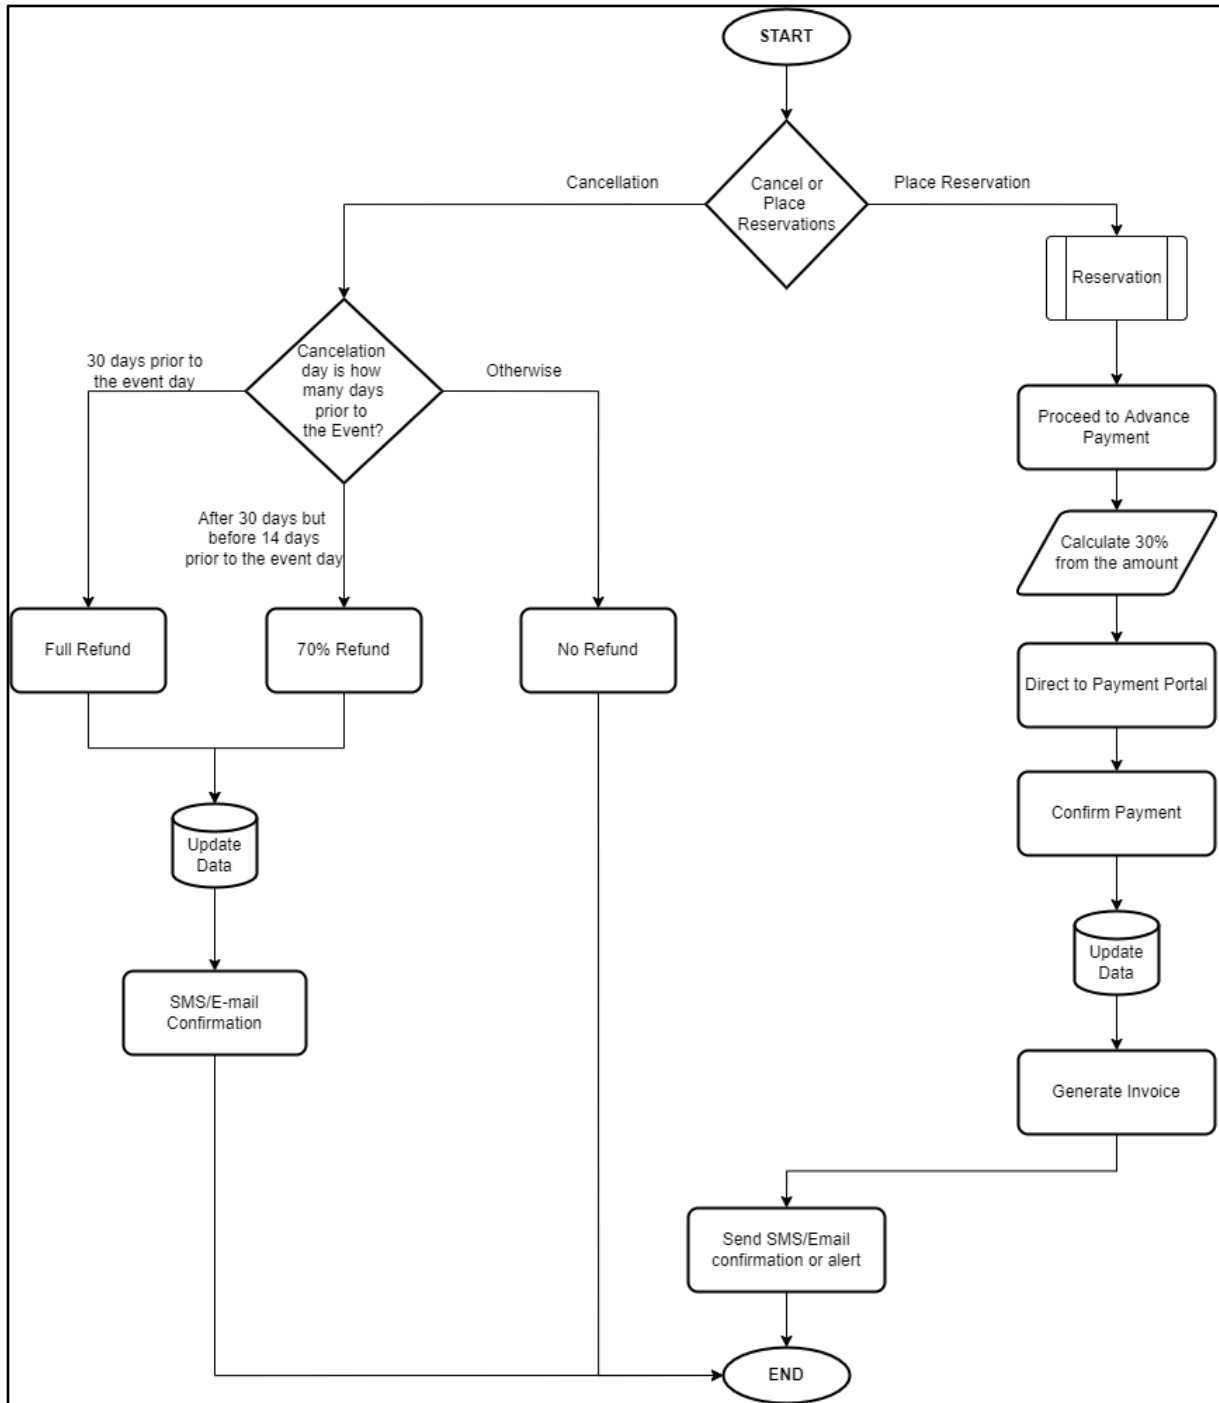 START
Cancellation
Cancel or
Place
Reservations
Place Reservation
Reservation
30 days prior to
the event day
Cancelation
day is how
many days
prior to
the Event?
Otherwise
Proceed to Advance
Payment
After 30 days but
before 14 days
prior to the event day
Calculate 30%
from the amount
Full Refund
70% Refund
No Refund
Direct to Payment Portal
Confirm Payment
Update
Data
Update
Data
SMS/E-mail
Confirmation
Generate Invoice
Send SMS/Email
confirmation or alert
END